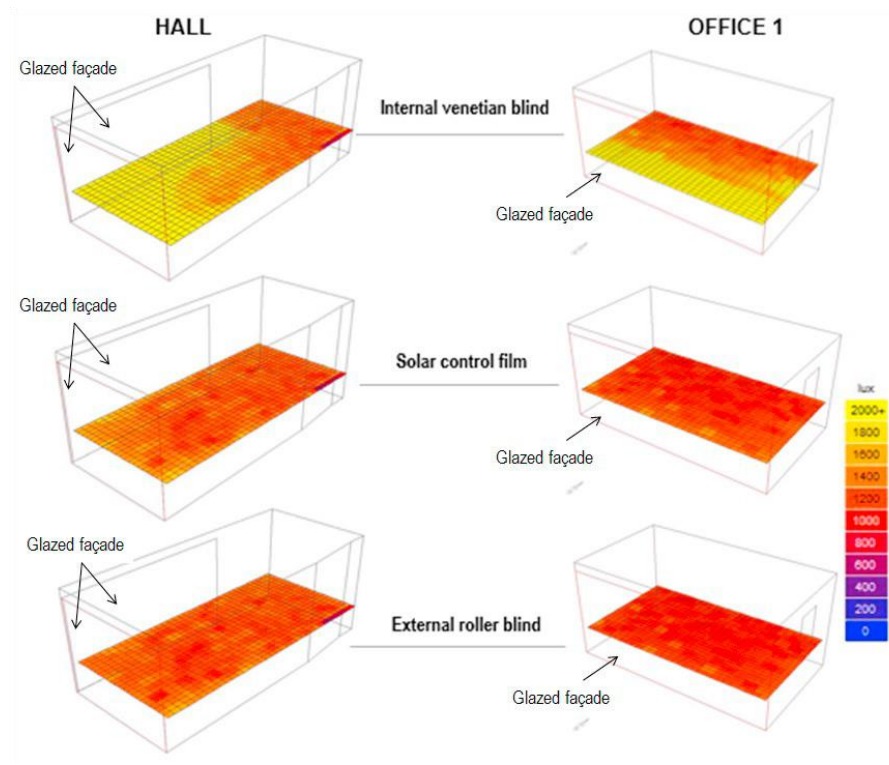 HALL
OFFICE 1
Glazed façade
Internal venetian blind
Glazed façade
Glazed façade
Solar control film
Glazed façade
lux
2000+
1800
1600
1400
1200
1000
800
600
400
200
0
Glazed façade
External roller blind
Glazed façade